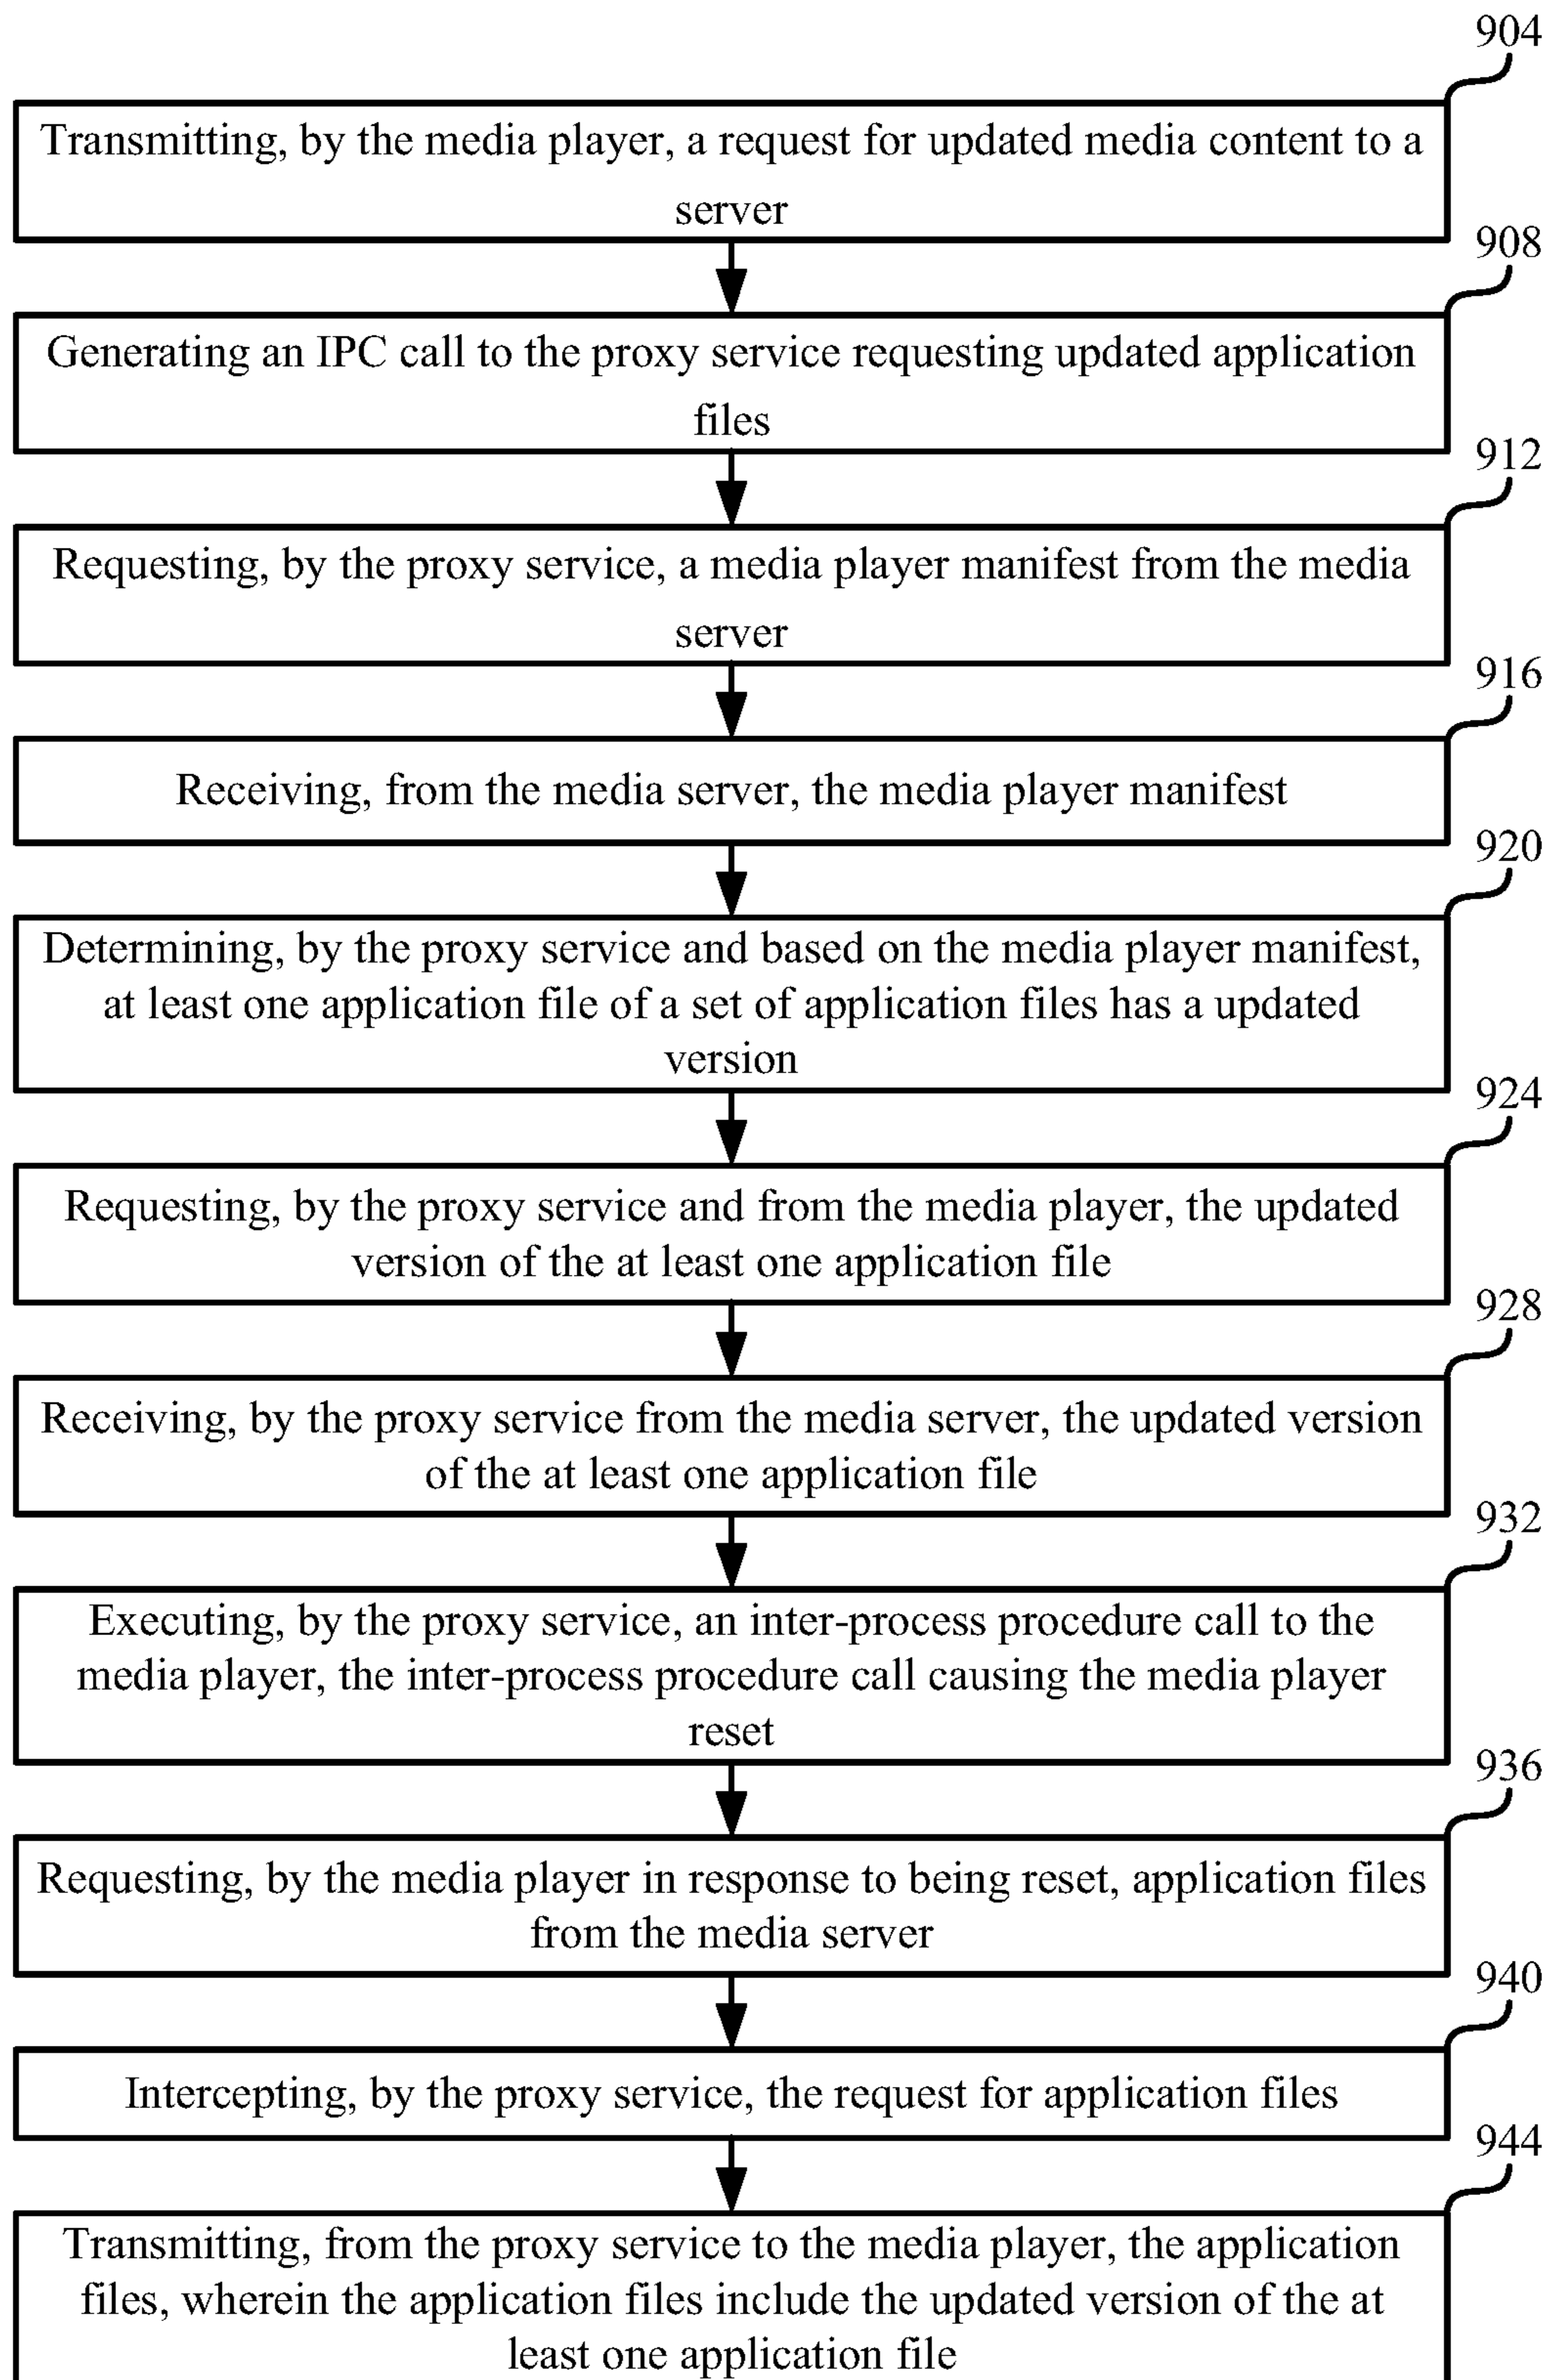 904
Transmitting, by the media player, a request for updated media content to a
server
908
Generating an IPC call to the proxy service requesting updated application
files
912
Requesting, by the proxy service, a media player manifest from the media
server
916
Receiving, from the media server, the media player manifest
920
Determining, by the proxy service and based on the media player manifest,
at least one application file of a set of application files has a updated
version
924
Requesting, by the proxy service and from the media player, the updated
version of the at least one application file
928
Receiving, by the proxy service from the media server, the updated version
of the at least one application file
932
Executing, by the proxy service, an inter-process procedure call to the
media player, the inter-process procedure call causing the media player
reset
936
Requesting, by the media player in response to being reset, application files
from the media server
940
Intercepting, by the proxy service, the request for application files
944
Transmitting, from the proxy service to the media player, the application
files, wherein the application files include the updated version of the at
least one application file